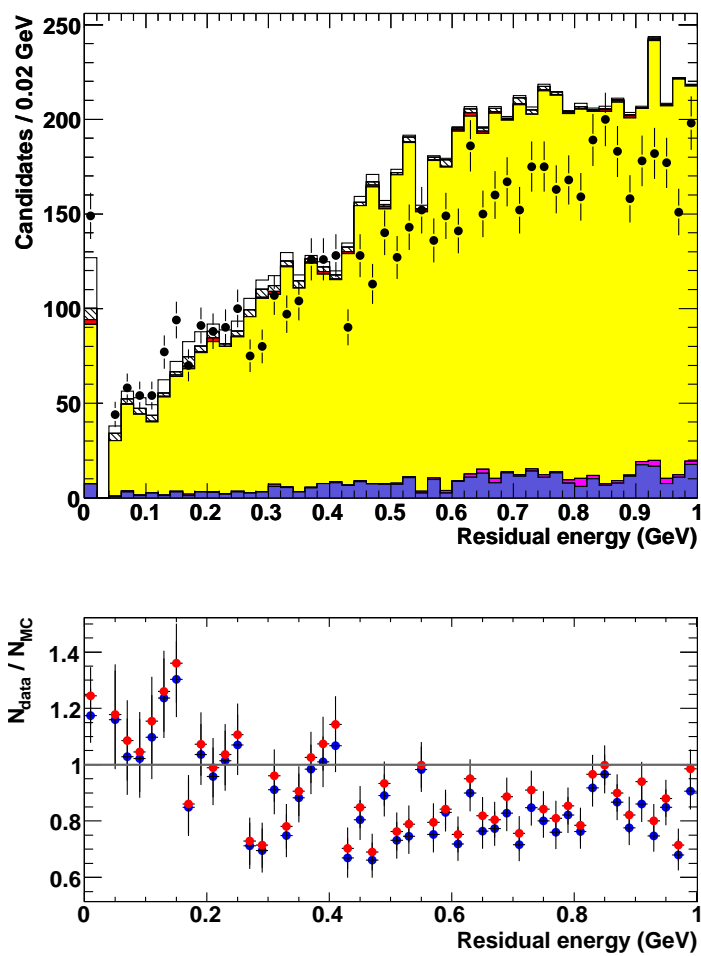 Candidates / 0.02 GeV
250
200
150
100
50
0
0 0.1 0.2 0.3 0.4 0.5 0.6 0.7 0.8 0.9 1
Residual energy (GeV)
N_data / N_MC
1.4
1.2
1
0.8
0.6
0 0.2 0.4 0.6 0.8 1
Residual energy (GeV)